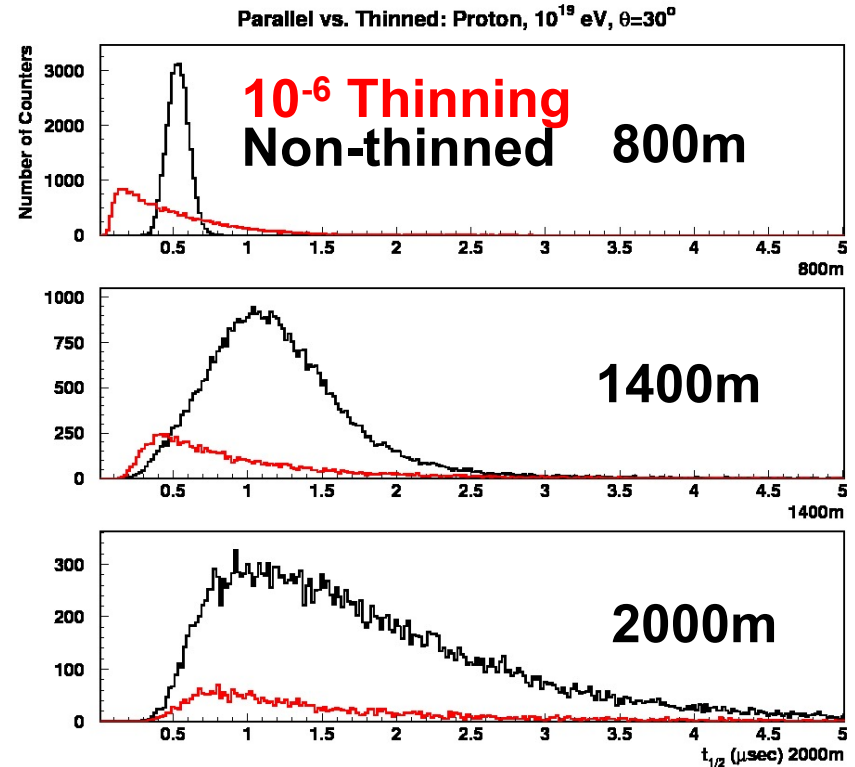 Parallel vs. Thinned: Proton, 10¹⁹ eV, θ=30°
Number of Counters
3000
2000
1000
0
10⁻⁶ Thinning
Non-thinned
800m
0.5 1 1.5 2 2.5 3 3.5 4 4.5 5
800m
1000
750
500
250
0
1400m
0.5 1 1.5 2 2.5 3 3.5 4 4.5 5
1400m
300
200
100
0
2000m
0.5 1 1.5 2 2.5 3 3.5 4 4.5 5
t₁/₂ (μsec) 2000m